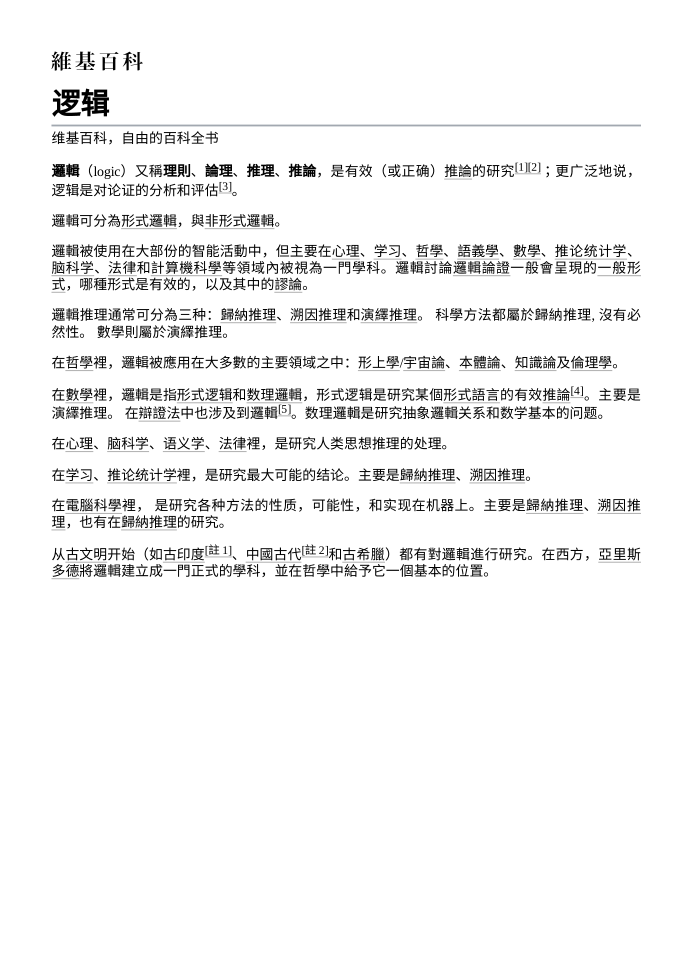 維基百科
逻辑
维基百科，自由的百科全书
邏輯（logic）又稱理則、論理、推理、推論，是有效（或正确）推論的研究[1][2]；更广泛地说，
逻辑是对论证的分析和评估[3]。
邏輯可分為形式邏輯，與非形式邏輯。
邏輯被使用在大部份的智能活動中，但主要在心理、学习、哲學、語義學、數學、推论统计学、
脑科学、法律和計算機科學等領域內被視為一門學科。邏輯討論邏輯論證一般會呈現的一般形
式，哪種形式是有效的，以及其中的謬論。
邏輯推理通常可分為三种：歸納推理、溯因推理和演繹推理。 科學方法都屬於歸納推理, 沒有必
然性。 數學則屬於演繹推理。
在哲學裡，邏輯被應用在大多數的主要領域之中：形上學/宇宙論、本體論、知識論及倫理學。
在數學裡，邏輯是指形式逻辑和数理邏輯，形式逻辑是研究某個形式語言的有效推論[4]。主要是
演繹推理。 在辯證法中也涉及到邏輯[5]。数理邏輯是研究抽象邏輯关系和数学基本的问题。
在心理、脑科学、语义学、法律裡，是研究人类思想推理的处理。
在学习、推论统计学裡，是研究最大可能的结论。主要是歸納推理、溯因推理。
在電腦科學裡， 是研究各种方法的性质，可能性，和实现在机器上。主要是歸納推理、溯因推
理，也有在歸納推理的研究。
从古文明开始（如古印度[註 1]、中國古代[註 2]和古希臘）都有對邏輯進行研究。在西方，亞里斯
多德將邏輯建立成一門正式的學科，並在哲學中給予它一個基本的位置。